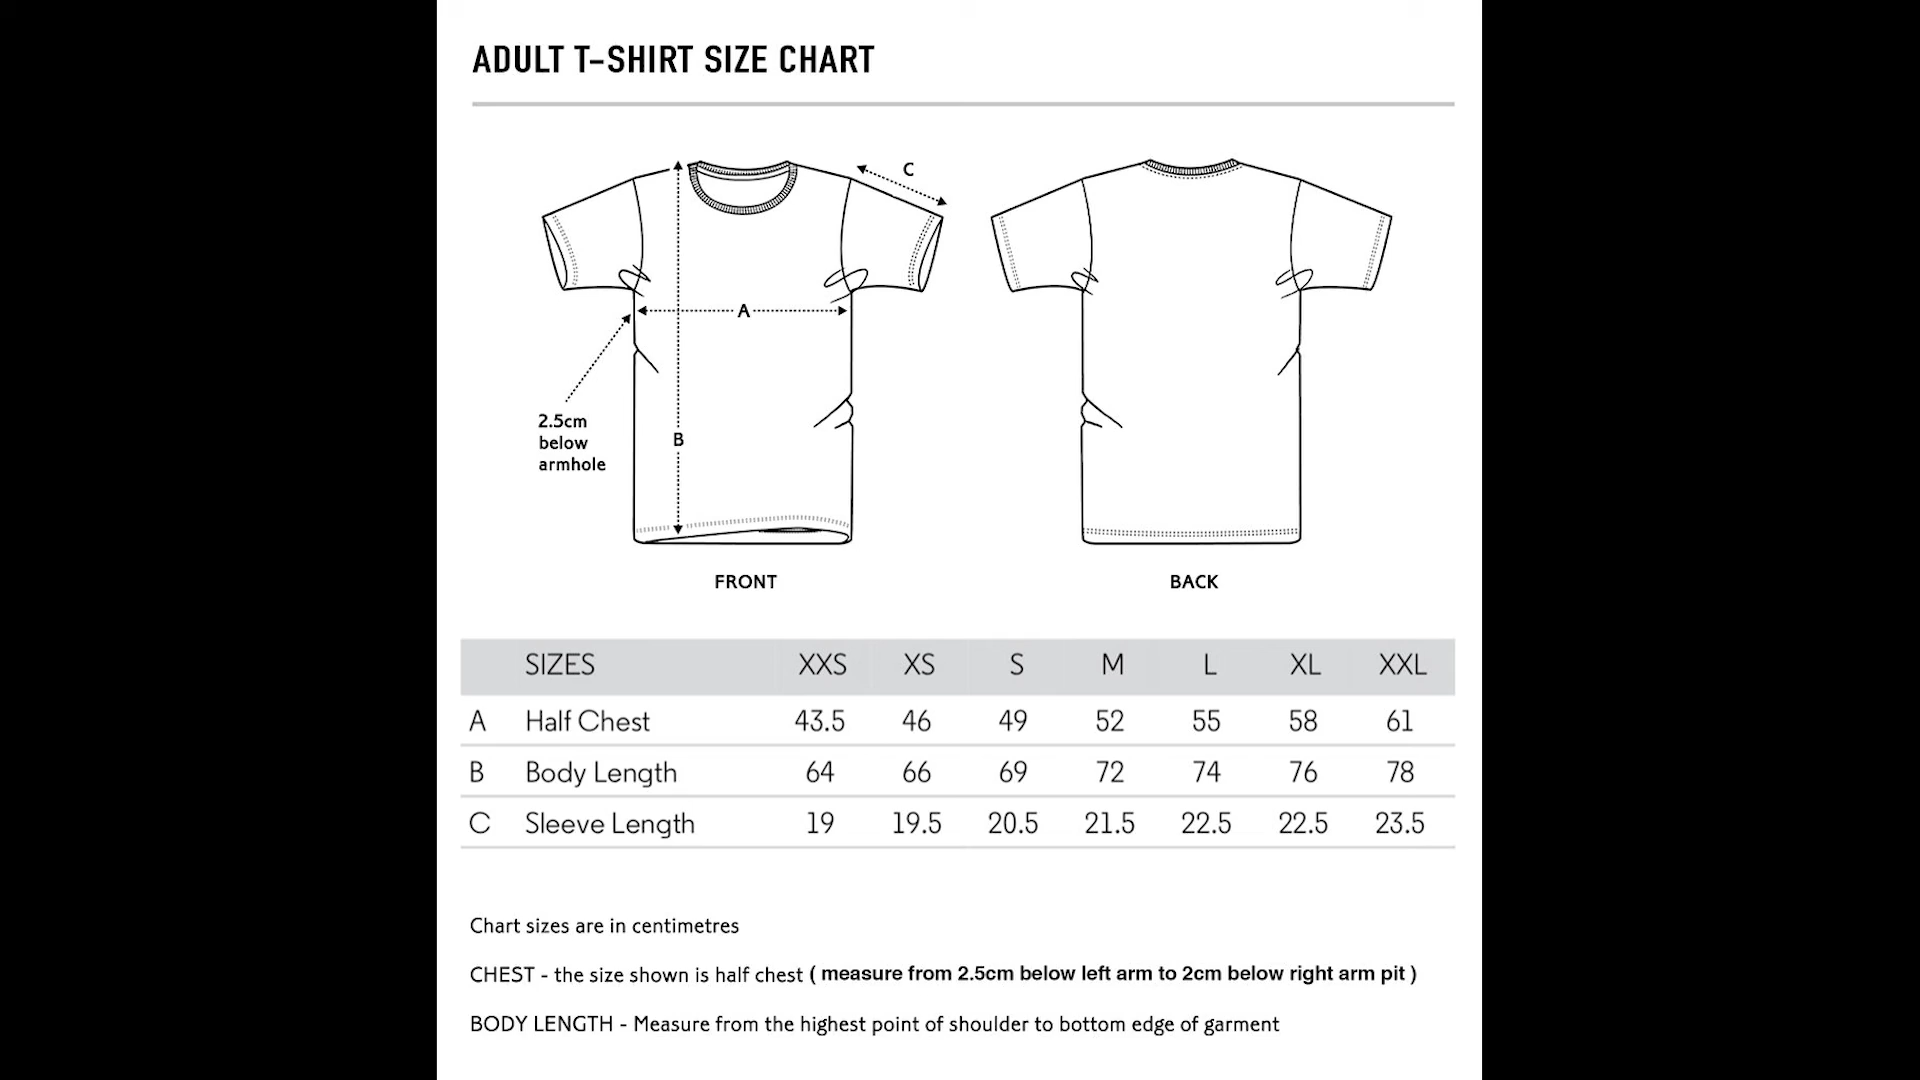 ADULT T-SHIRT SIZE CHART
C
A
2.5cm
below
armhole
B
FRONT
BACK
SIZES XXS XS S M L XL XXL
A Half Chest 43.5 46 49 52 55 58 61
B Body Length 64 66 69 72 74 76 78
C Sleeve Length 19 19.5 20.5 21.5 22.5 22.5 23.5
Chart sizes are in centimetres
CHEST - the size shown is half chest ( measure from 2.5cm below left arm to 2cm below right arm pit )
BODY LENGTH - Measure from the highest point of shoulder to bottom edge of garment